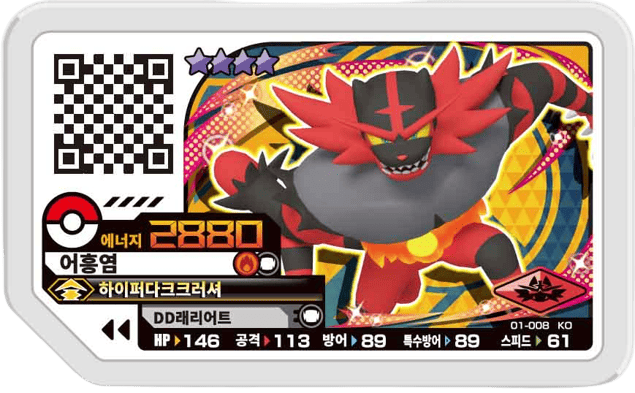 에너지 2880
어흥염
하이퍼다크크러셔
DD래리어트
01-008 KO
HP 146 공격 113 방어 89 특수방어 89 스피드 61